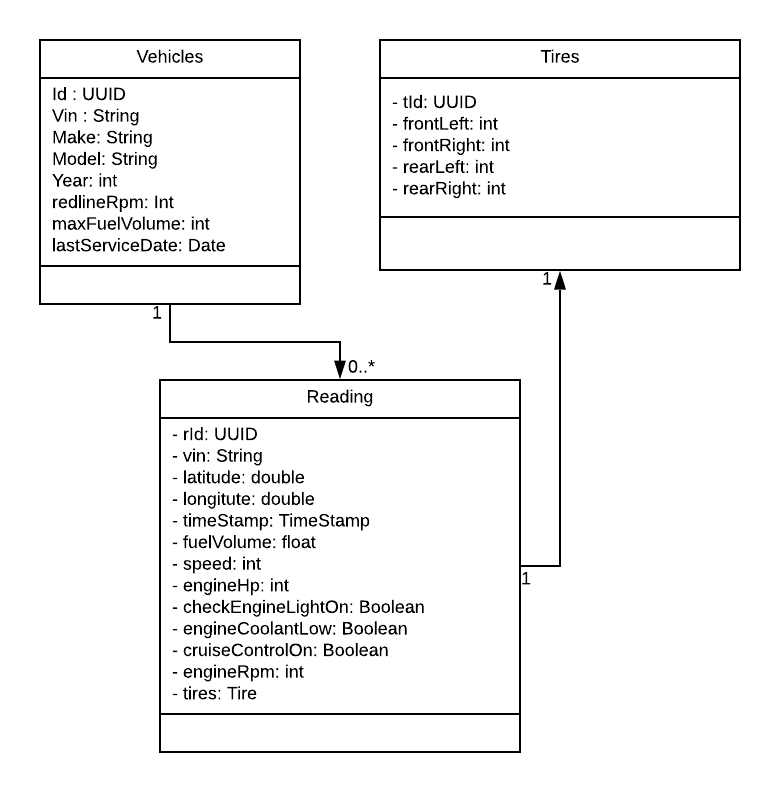 Vehicles
Id : UUID
Vin : String
Make: String
Model: String
Year: int
redlineRpm: Int
maxFuelVolume: int
lastServiceDate: Date
Tires
- tId: UUID
- frontLeft: int
- frontRight: int
- rearLeft: int
- rearRight: int
1
1
0..*
Reading
- rId: UUID
- vin: String
- latitude: double
- longitute: double
- timeStamp: TimeStamp
- fuelVolume: float
- speed: int
- engineHp: int
- checkEngineLightOn: Boolean
- engineCoolantLow: Boolean
- cruiseControlOn: Boolean
- engineRpm: int
- tires: Tire
1